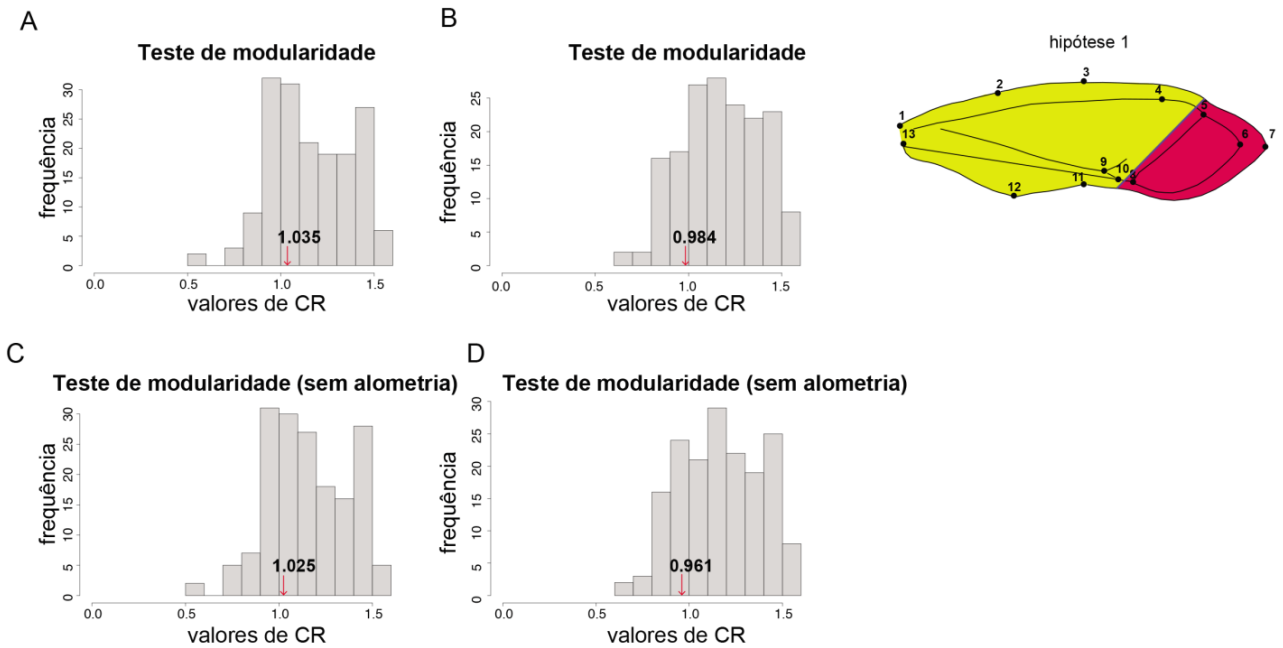 A
Teste de modularidade
frequência
0 5 10 15 20 25 30
1.035
0.0 0.5 1.0 1.5
valores de CR
B
Teste de modularidade
frequência
0 5 10 15 20 25
0.984
0.0 0.5 1.0 1.5
valores de CR
hipótese 1
1 2 3 4 5 6 7 8 9 10 11 12 13
C
Teste de modularidade (sem alometria)
frequência
0 5 10 15 20 25 30
1.025
0.0 0.5 1.0 1.5
valores de CR
D
Teste de modularidade (sem alometria)
frequência
0 5 10 15 20 25 30
0.961
0.0 0.5 1.0 1.5
valores de CR